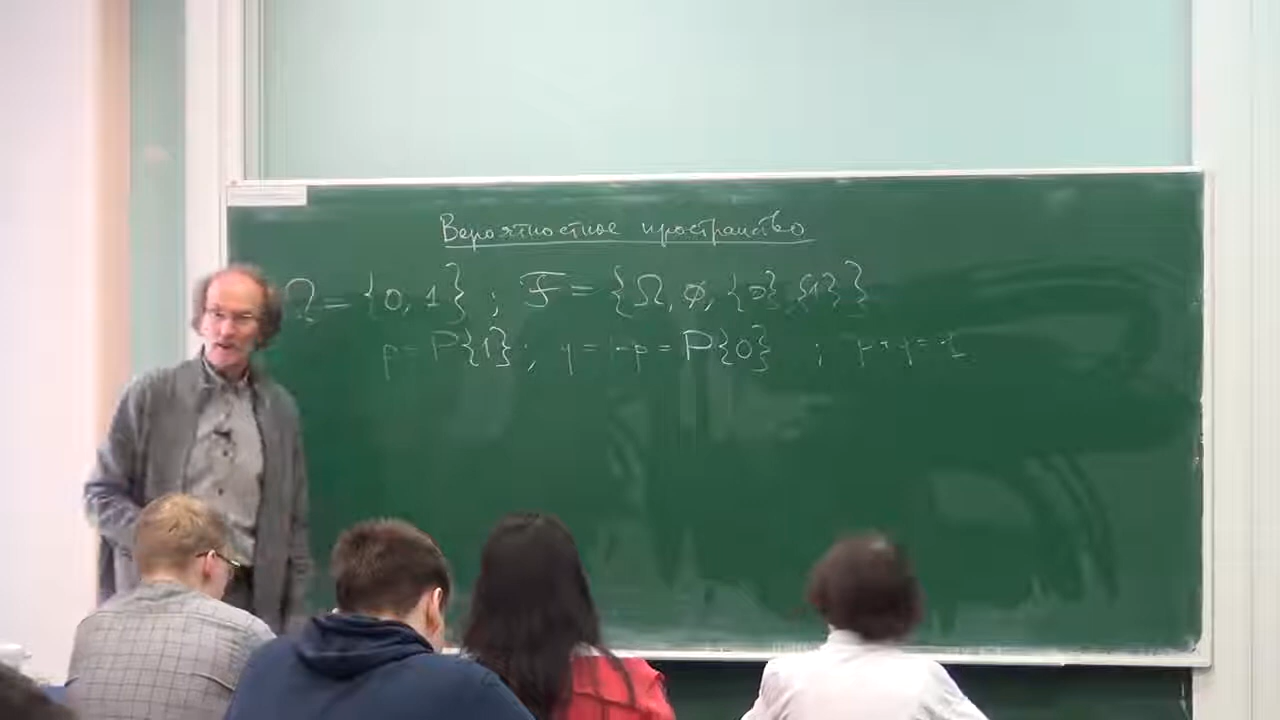 Вероятностное пространство
Ω = {0, 1} ; F = {Ω, ∅, {0}, {1}}
p = P{1} ; q = 1-p = P{0} ; p+q=1